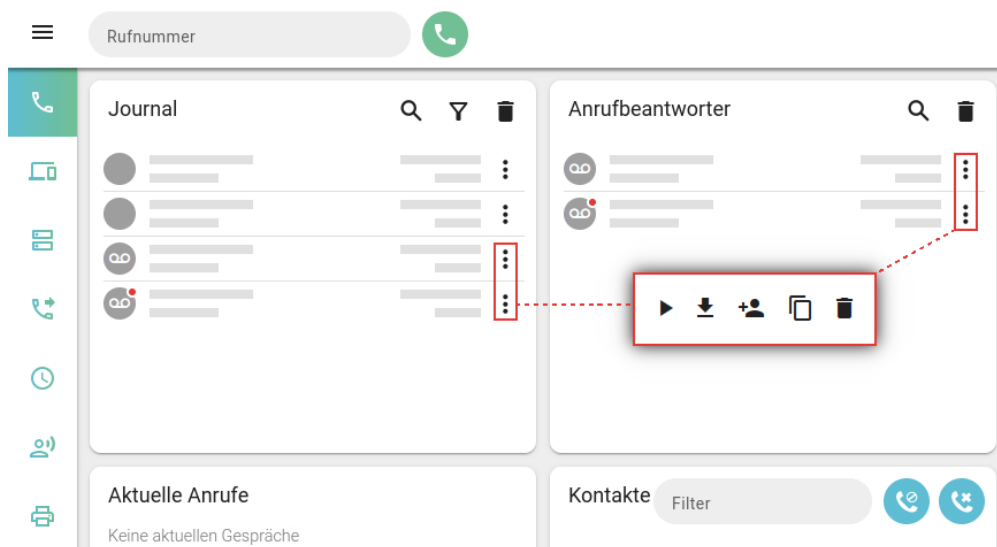 Rufnummer
Journal
Anrufbeantworter
Aktuelle Anrufe
Keine aktuellen Gespräche
Kontakte
Filter